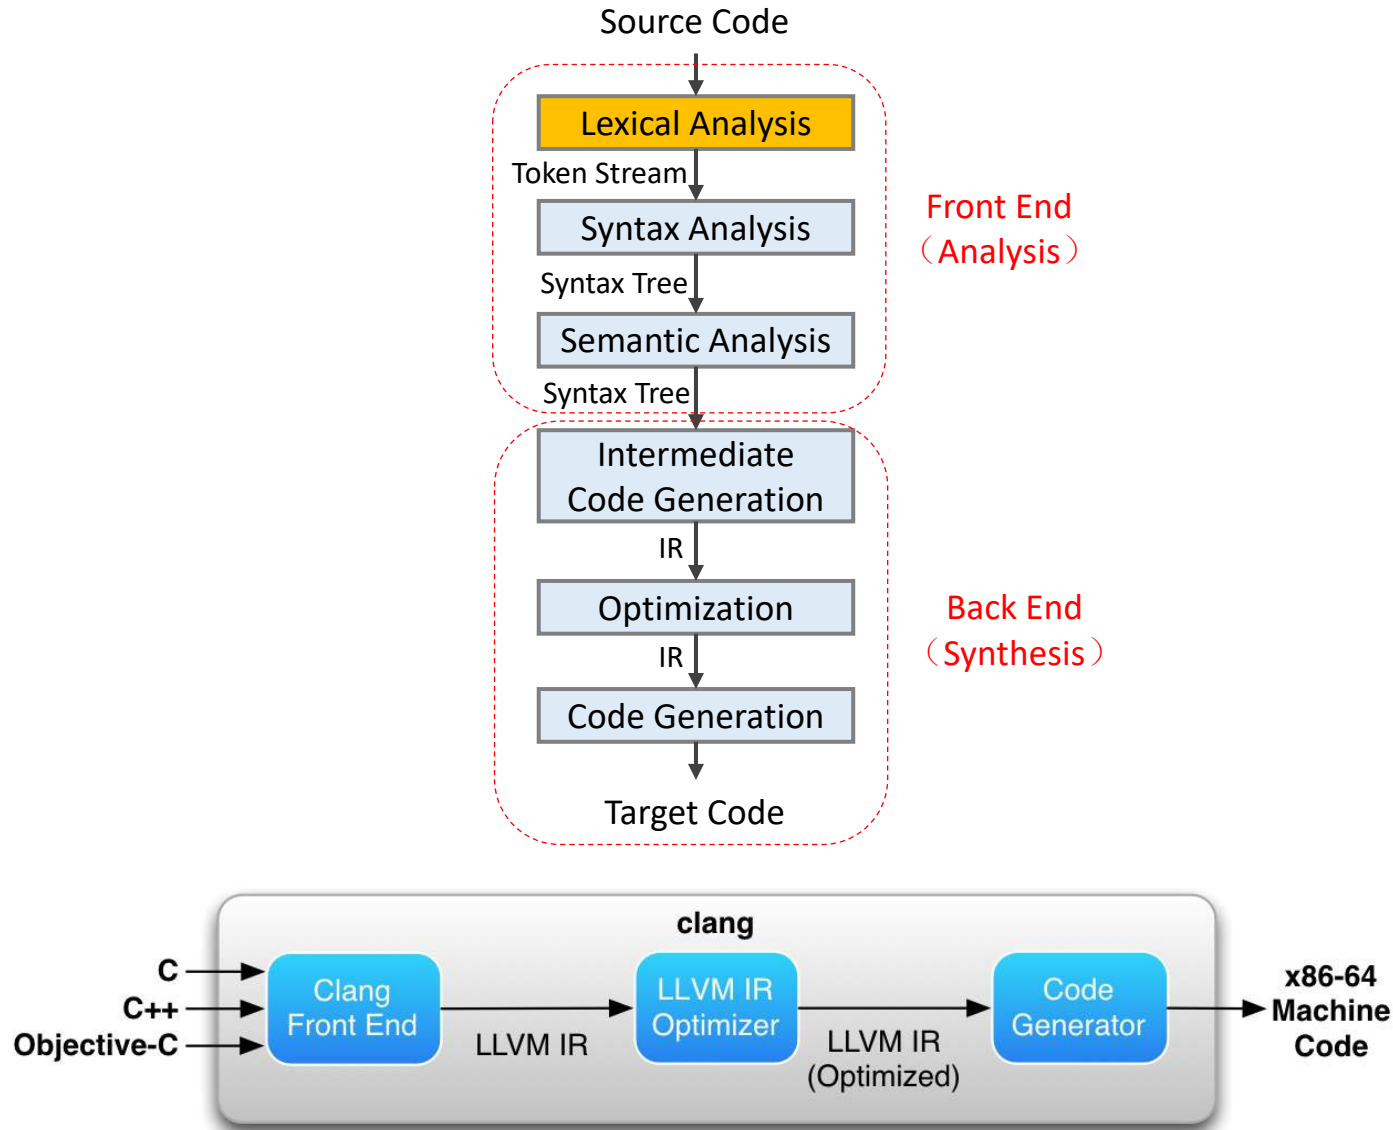 Source Code
Lexical Analysis
Token Stream
Syntax Analysis
Front End
（Analysis）
Syntax Tree
Semantic Analysis
Syntax Tree
Intermediate
Code Generation
IR
Optimization
Back End
（Synthesis）
IR
Code Generation
Target Code
clang
C
C++
Objective-C
Clang
Front End
LLVM IR
LLVM IR
Optimizer
LLVM IR
(Optimized)
Code
Generator
x86-64
Machine
Code